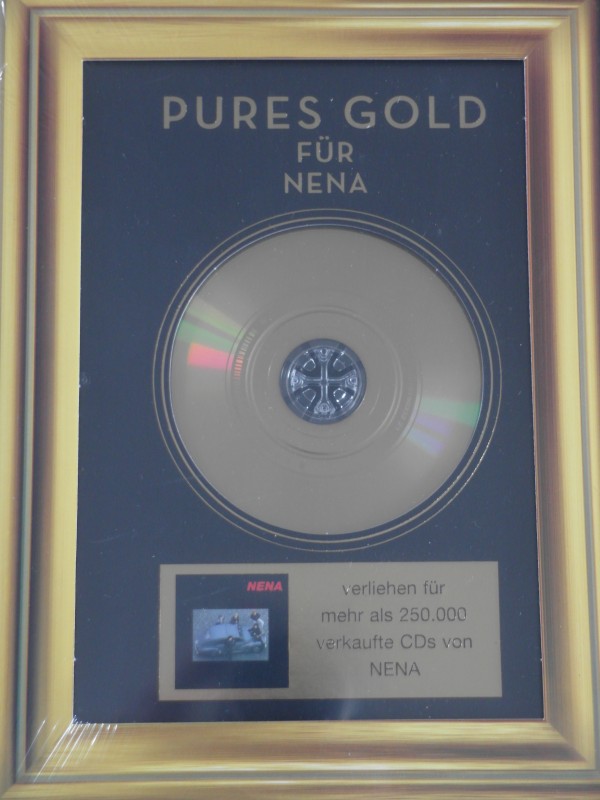 PURES GOLD
FÜR
NENA
NENA
verliehen für
mehr als 250.000
verkaufte CDs von
NENA